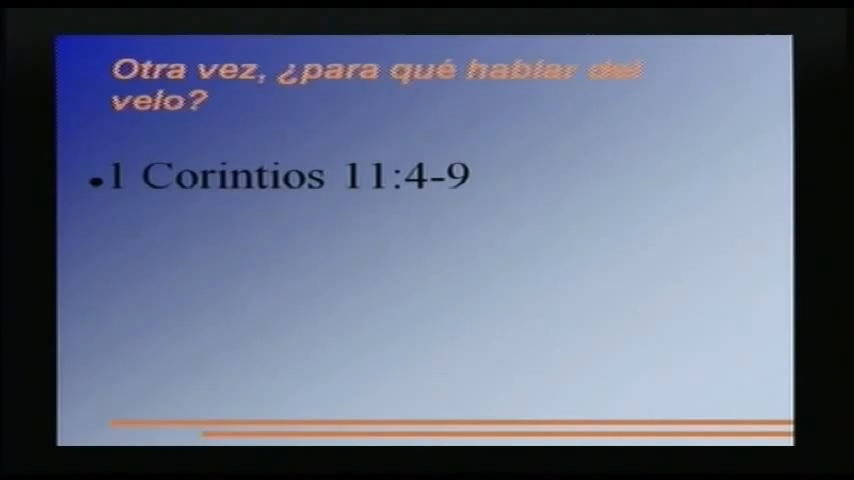 Otra vez, ¿para qué hablar del
velo?
•1 Corintios 11:4-9